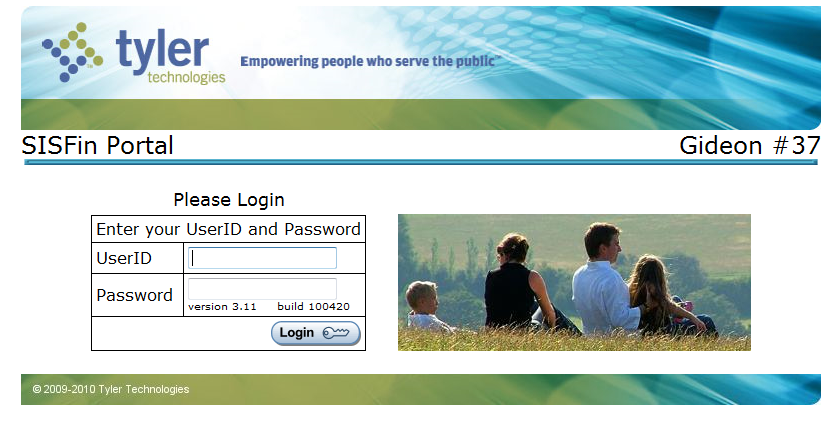 tyler
technologies
Empowering people who serve the public™
SISFin Portal
Gideon #37
Please Login
Enter your UserID and Password
UserID
Password
version 3.11 build 100420
Login
© 2009-2010 Tyler Technologies